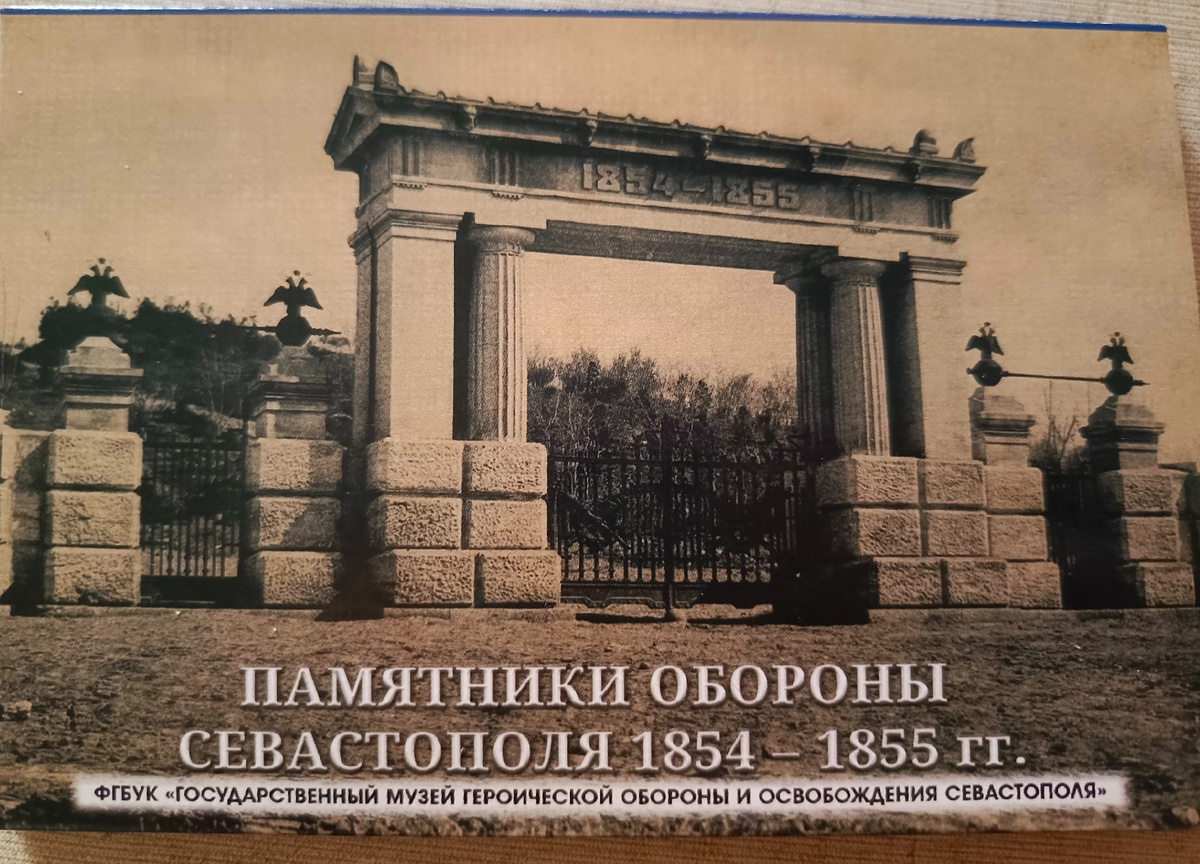 1854-1855
ПАМЯТНИКИ ОБОРОНЫ
СЕВАСТОПОЛЯ 1854 – 1855 гг.
ФГБУК «ГОСУДАРСТВЕННЫЙ МУЗЕЙ ГЕРОИЧЕСКОЙ ОБОРОНЫ И ОСВОБОЖДЕНИЯ СЕВАСТОПОЛЯ»